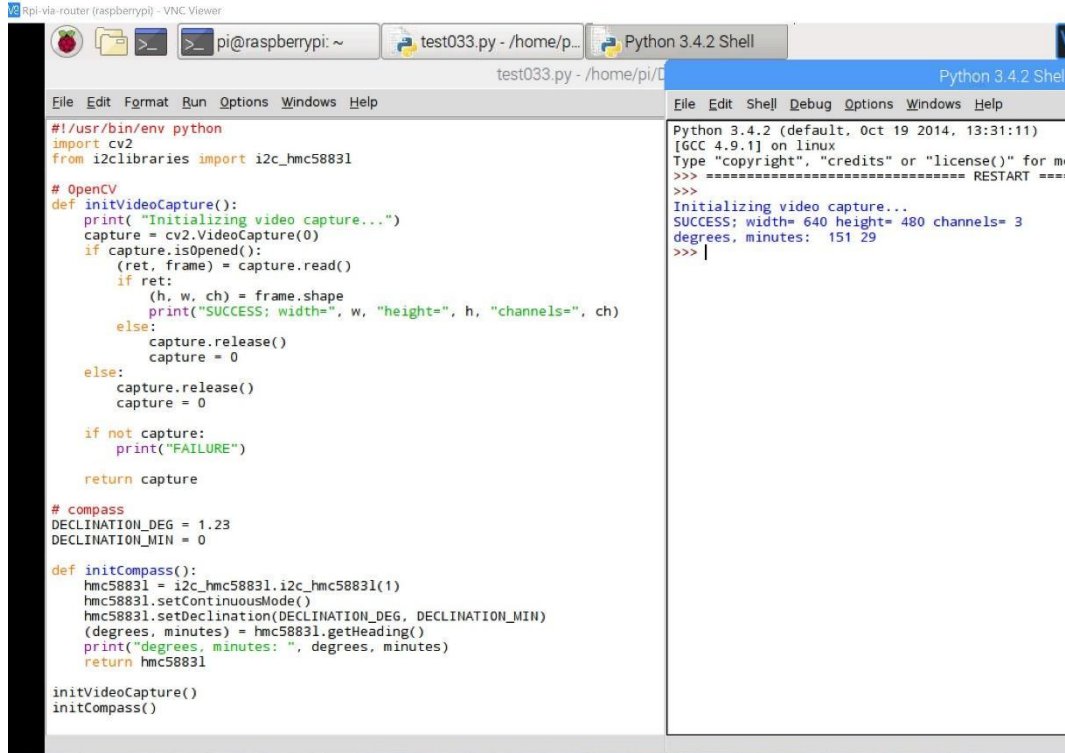 Rpi-via-router (raspberrypi) - VNC Viewer
pi@raspberrypi: ~
test033.py - /home/p...
Python 3.4.2 Shell
test033.py - /home/pi/D
File Edit Format Run Options Windows Help
#!/usr/bin/env python
import cv2
from i2clibraries import i2c_hmc5883l

# OpenCV
def initVideoCapture():
    print( "Initializing video capture...")
    capture = cv2.VideoCapture(0)
    if capture.isOpened():
        (ret, frame) = capture.read()
        if ret:
            (h, w, ch) = frame.shape
            print("SUCCESS; width=", w, "height=", h, "channels=", ch)
        else:
            capture.release()
            capture = 0
    else:
        capture.release()
        capture = 0

    if not capture:
        print("FAILURE")

    return capture

# compass
DECLINATION_DEG = 1.23
DECLINATION_MIN = 0

def initCompass():
    hmc5883l = i2c_hmc5883l.i2c_hmc5883l(1)
    hmc5883l.setContinuousMode()
    hmc5883l.setDeclination(DECLINATION_DEG, DECLINATION_MIN)
    (degrees, minutes) = hmc5883l.getHeading()
    print("degrees, minutes: ", degrees, minutes)
    return hmc5883l

initVideoCapture()
initCompass()
Python 3.4.2 Shel
File Edit Shell Debug Options Windows Help
Python 3.4.2 (default, Oct 19 2014, 13:31:11)
[GCC 4.9.1] on linux
Type "copyright", "credits" or "license()" for m
>>> ================================ RESTART ===
>>>
Initializing video capture...
SUCCESS; width= 640 height= 480 channels= 3
degrees, minutes:  151 29
>>>